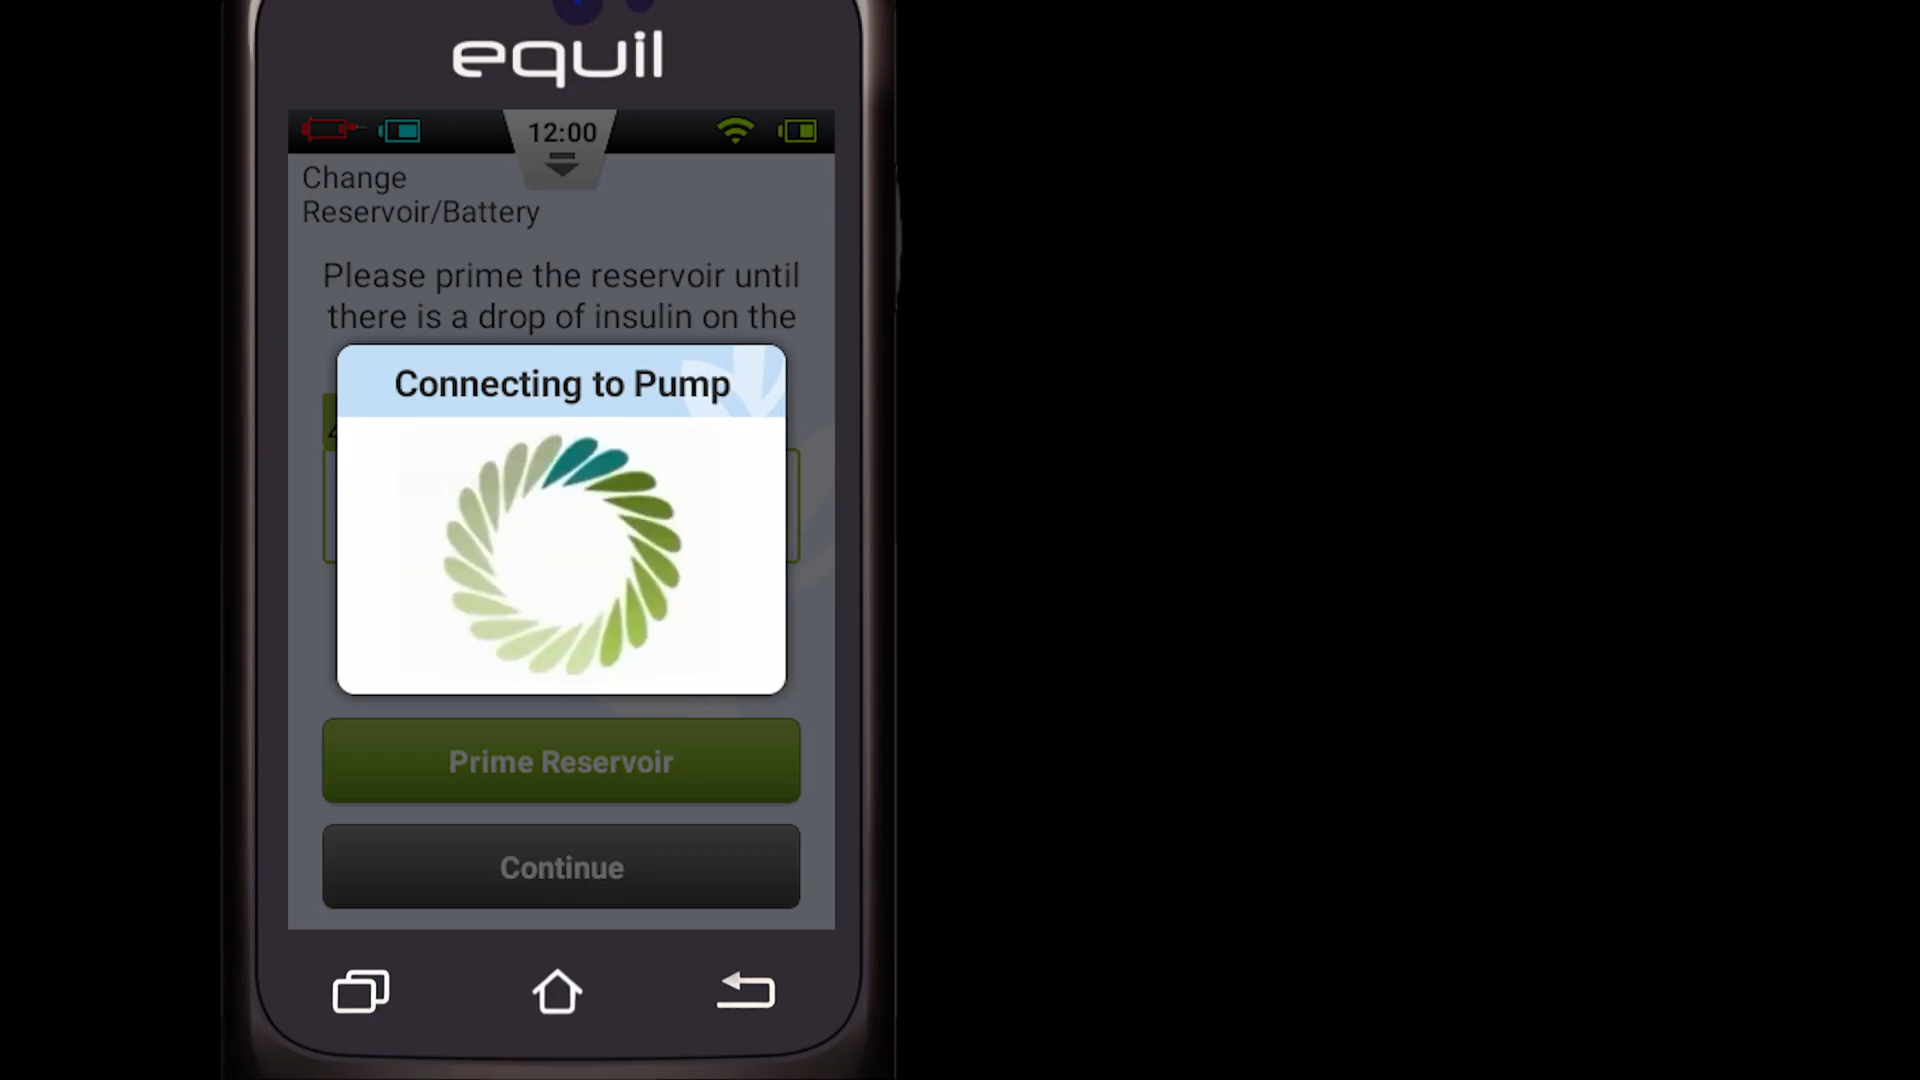 equil
12:00
Change
Reservoir/Battery
Please prime the reservoir until
there is a drop of insulin on the
Connecting to Pump
Prime Reservoir
Continue